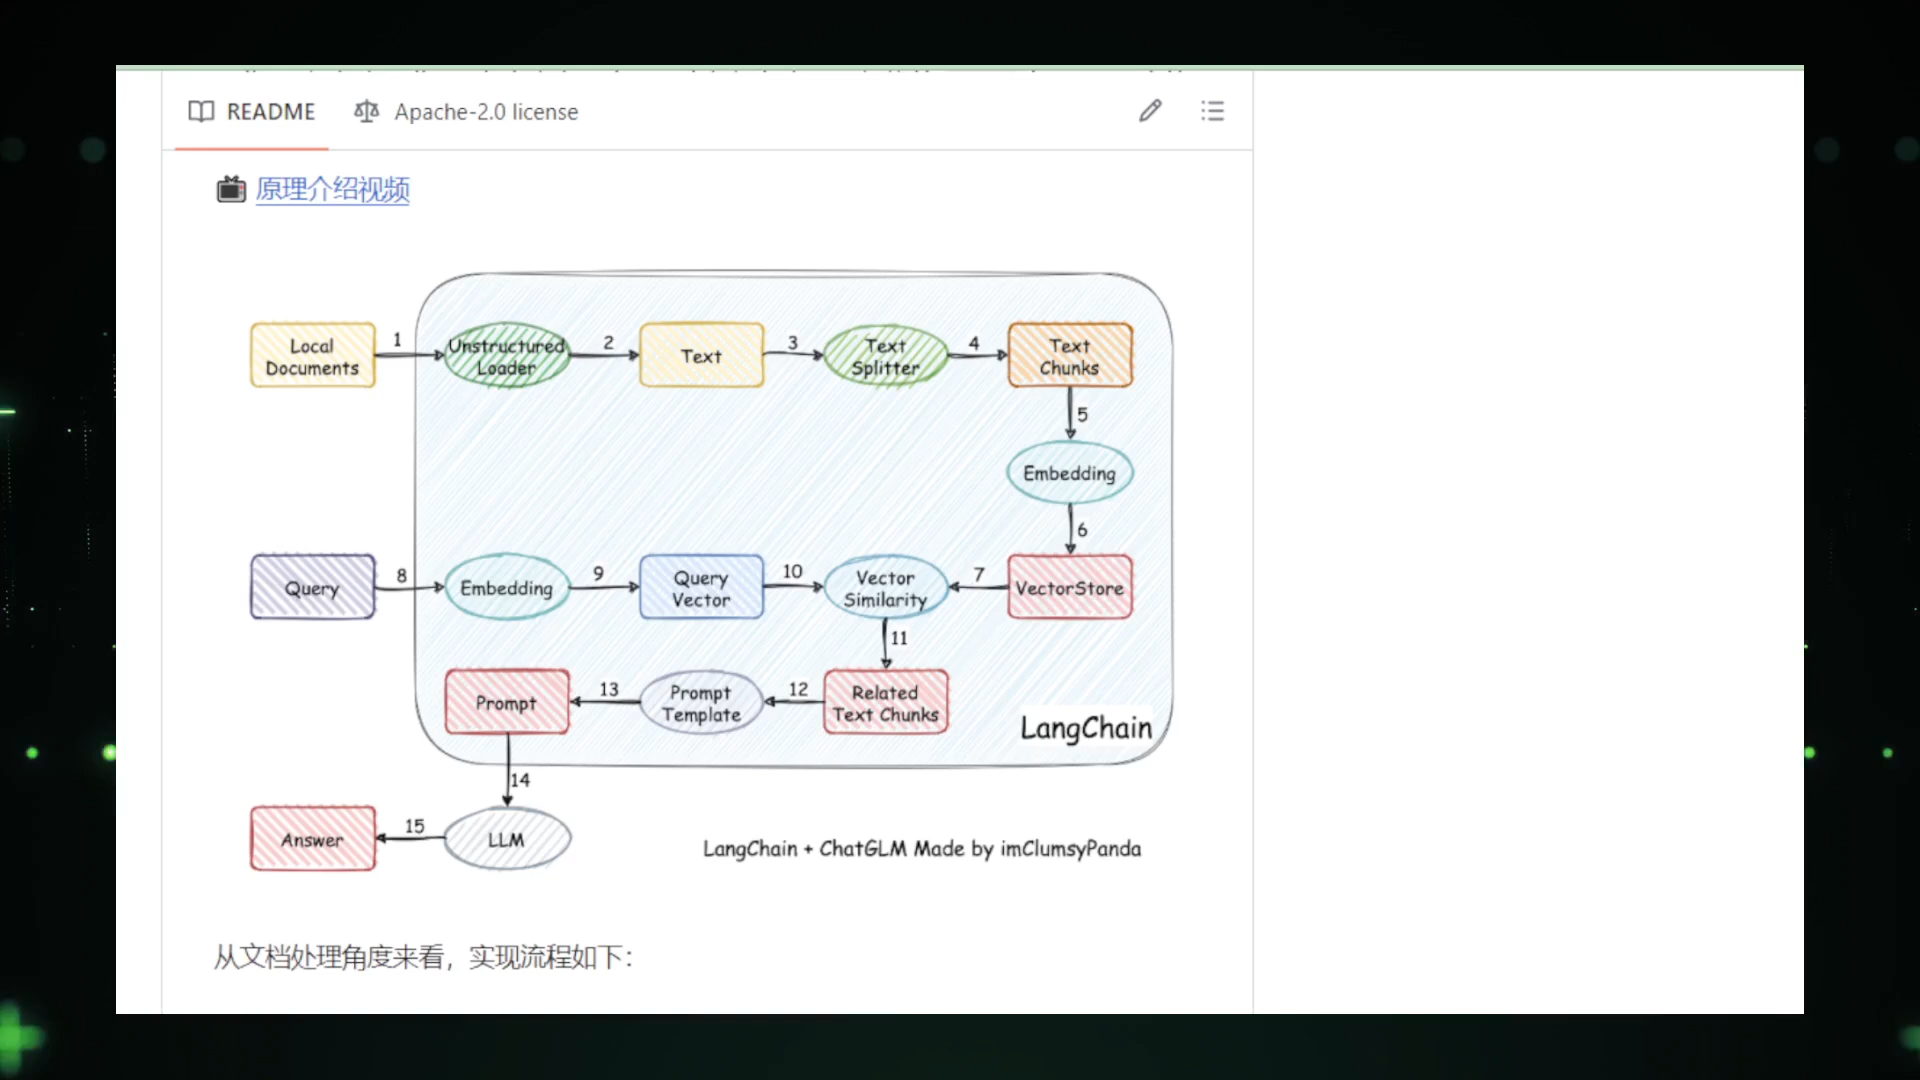 README
Apache-2.0 license
原理介绍视频
Local
Documents
1
Unstructured
Loader
2
Text
3
Text
Splitter
4
Text
Chunks
5
Embedding
6
Query
8
Embedding
9
Query
Vector
10
Vector
Similarity
7
VectorStore
11
Prompt
13
Prompt
Template
12
Related
Text Chunks
LangChain
14
Answer
15
LLM
LangChain + ChatGLM Made by imClumsyPanda
从文档处理角度来看，实现流程如下：